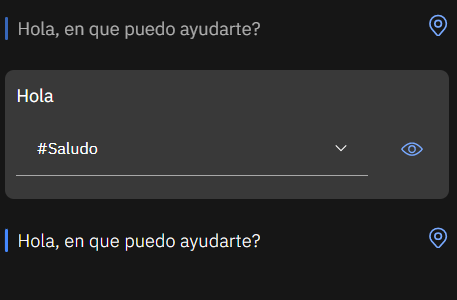 Hola, en que puedo ayudarte?
Hola
#Saludo
Hola, en que puedo ayudarte?